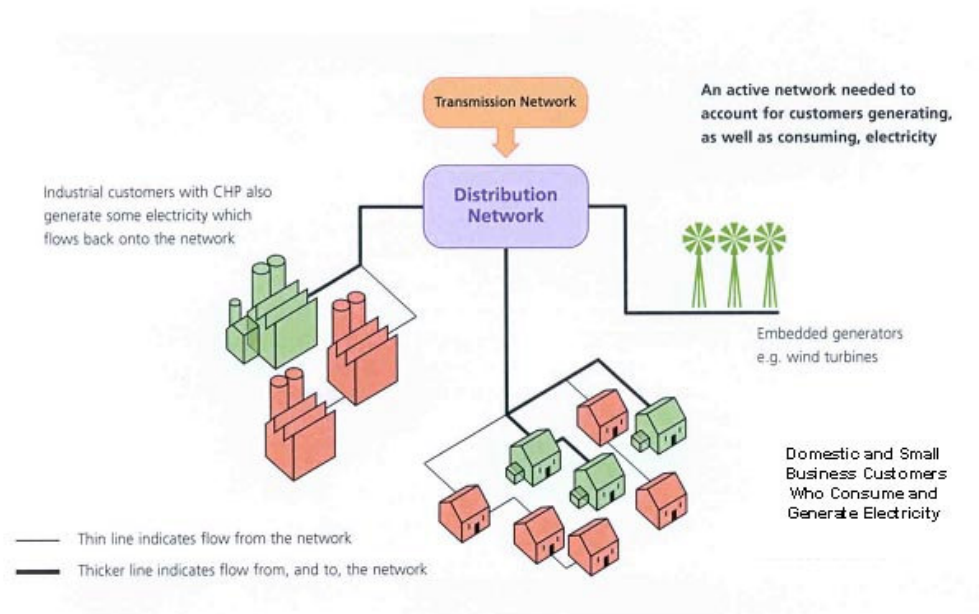 Transmission Network
An active network needed to
account for customers generating,
as well as consuming, electricity
Distribution
Network
Industrial customers with CHP also
generate some electricity which
flows back onto the network
Embedded generators
e.g. wind turbines
Domestic and Small
Business Customers
Who Consume and
Generate Electricity
Thin line indicates flow from the network
Thicker line indicates flow from, and to, the network